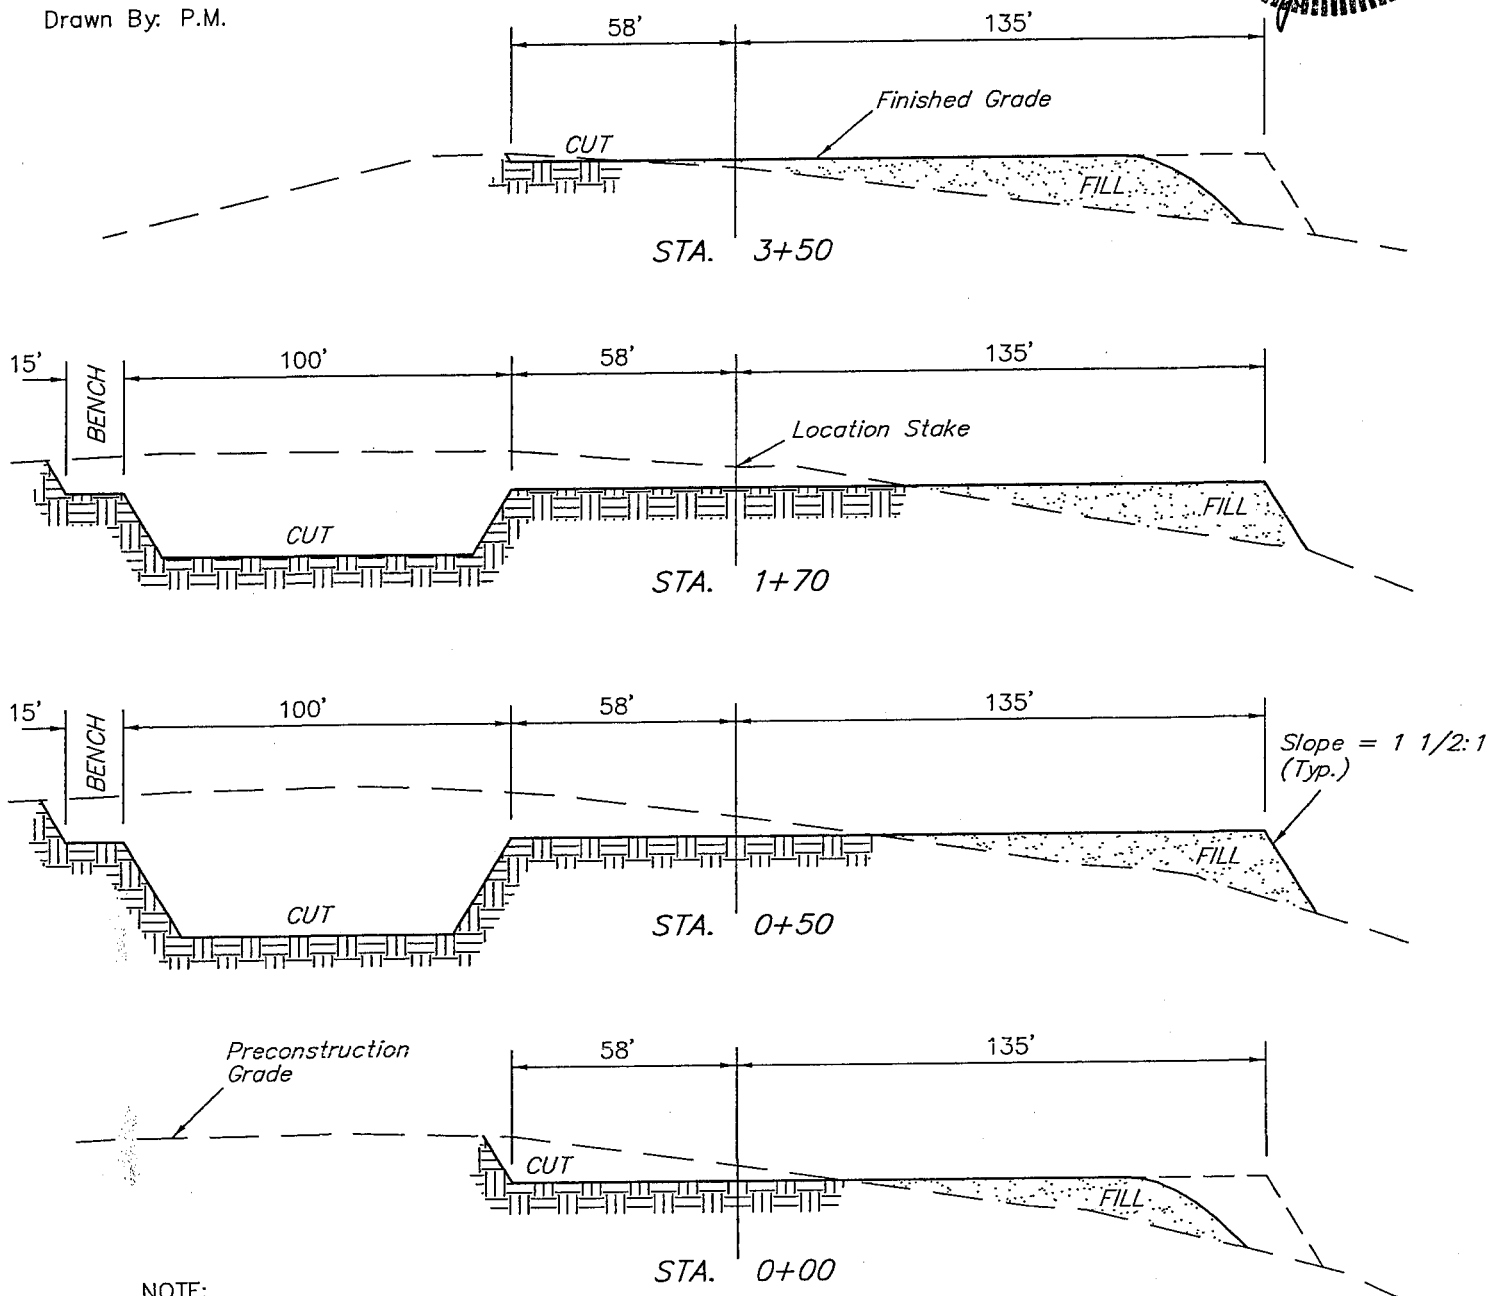 Drawn By: P.M.
58'
135'
Finished Grade
CUT
FILL
STA. 3+50
15'
BENCH
100'
58'
135'
Location Stake
CUT
FILL
STA. 1+70
15'
BENCH
100'
58'
135'
Slope = 1 1/2:1
(Typ.)
CUT
FILL
STA. 0+50
Preconstruction
Grade
58'
135'
CUT
FILL
STA. 0+00
NOTE: